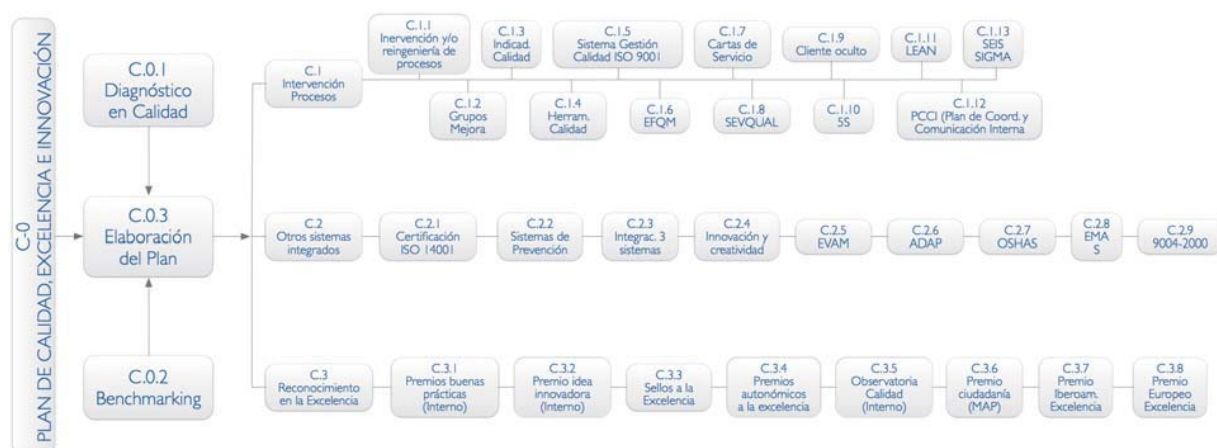 C-0
PLAN DE CALIDAD, EXCELENCIA E INNOVACIÓN
C.0.1
Diagnóstico
en Calidad
C.0.3
Elaboración
del Plan
C.0.2
Benchmarking
C.1
Intervención
Procesos
C.1.1
Inervención y/o
reingeniería de
procesos
C.1.2
Grupos
Mejora
C.1.3
Indicad.
Calidad
C.1.4
Herram.
Calidad
C.1.5
Sistema Gestión
Calidad ISO 9001
C.1.6
EFQM
C.1.7
Cartas de
Servicio
C.1.8
SEVQUAL
C.1.9
Cliente oculto
C.1.10
5S
C.1.11
LEAN
C.1.12
PCCI (Plan de Coord. y
Comunicación Interna
C.1.13
SEIS
SIGMA
C.2
Otros sistemas
integrados
C.2.1
Certificación
ISO 14001
C.2.2
Sistemas de
Prevención
C.2.3
Integrac. 3
sistemas
C.2.4
Innovación y
creatividad
C.2.5
EVAM
C.2.6
ADAP
C.2.7
OSHAS
C.2.8
EMA
S
C.2.9
9004-2000
C.3
Reconocimiento
en la Excelencia
C.3.1
Premios buenas
prácticas
(Interno)
C.3.2
Premio idea
innovadora
(Interno)
C.3.3
Sellos a la
Excelencia
C.3.4
Premios
autonómicos
a la excelencia
C.3.5
Observatoria
Calidad
(Interno)
C.3.6
Premio
ciudadanía
(MAP)
C.3.7
Premio
Iberoam.
Excelencia
C.3.8
Premio
Europeo
Excelencia